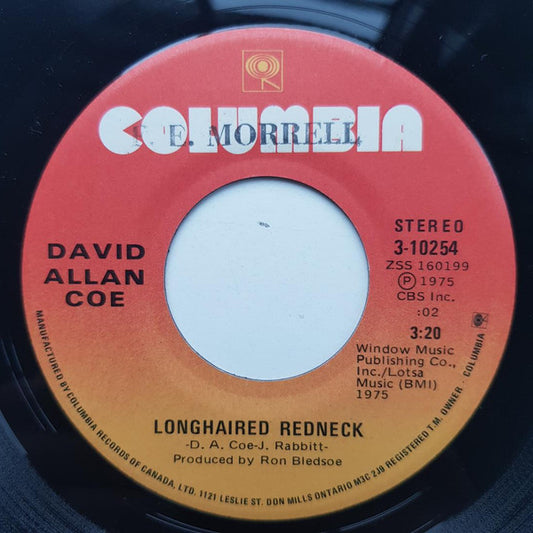 COLUMBIA
E. MORRELL
DAVID
ALLAN
COE
STEREO
3-10254
ZSS 160199
Ⓟ 1975
CBS Inc.
:02
3:20
Window Music
Publishing Co.,
Inc./Lotsa
Music (BMI)
1975
LONGHAIRED REDNECK
-D. A. Coe-J. Rabbitt-
Produced by Ron Bledsoe
MANUFACTURED BY COLUMBIA RECORDS OF CANADA, LTD. 1121 LESLIE ST. DON MILLS ONTARIO M3C 2J9 REGISTERED T.M. OWNER - COLUMBIA